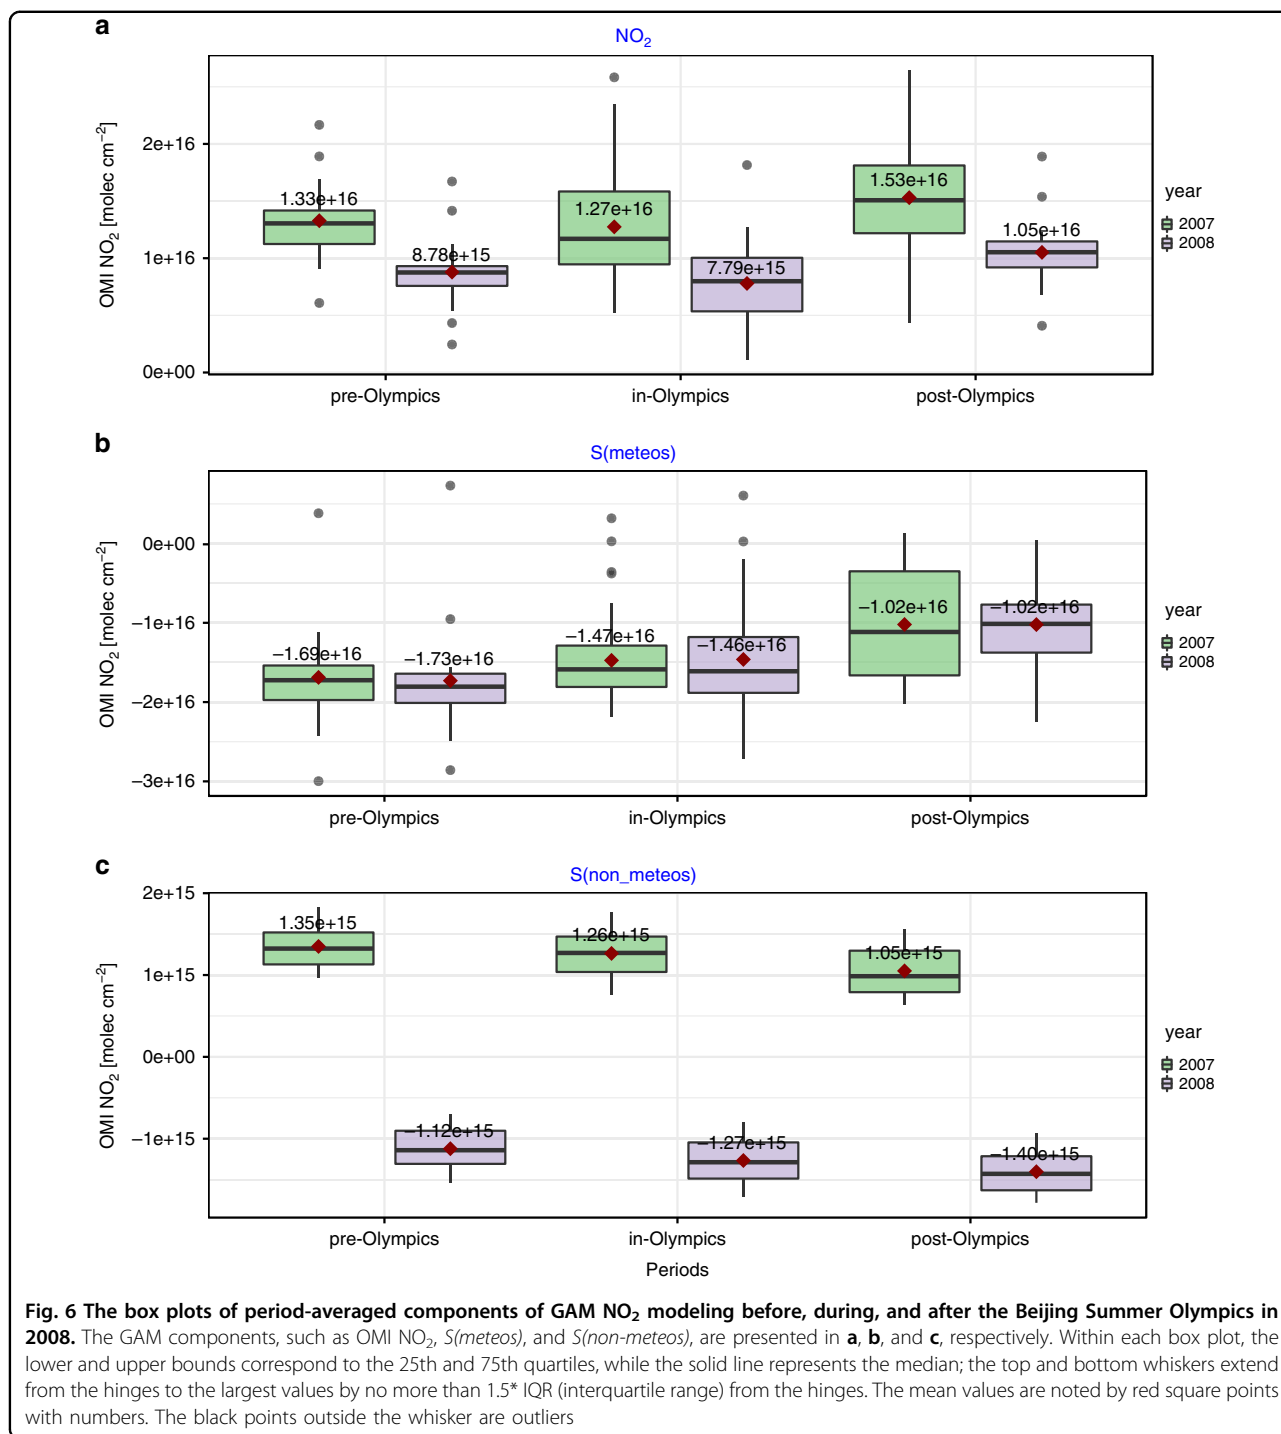 a
NO₂
OMI NO₂ [molec cm⁻²]
2e+16
1e+16
0e+00
1.33e+16
8.78e+15
1.27e+16
7.79e+15
1.53e+16
1.05e+16
pre-Olympics
in-Olympics
post-Olympics
year
2007
2008
b
S(meteos)
OMI NO₂ [molec cm⁻²]
0e+00
−1e+16
−2e+16
−3e+16
−1.69e+16
−1.73e+16
−1.47e+16
−1.46e+16
−1.02e+16
−1.02e+16
pre-Olympics
in-Olympics
post-Olympics
year
2007
2008
c
S(non_meteos)
OMI NO₂ [molec cm⁻²]
2e+15
1e+15
0e+00
−1e+15
1.35e+15
−1.12e+15
1.26e+15
−1.27e+15
1.05e+15
−1.40e+15
pre-Olympics
in-Olympics
post-Olympics
Periods
year
2007
2008
Fig. 6 The box plots of period-averaged components of GAM NO₂ modeling before, during, and after the Beijing Summer Olympics in
2008. The GAM components, such as OMI NO₂, S(meteos), and S(non-meteos), are presented in a, b, and c, respectively. Within each box plot, the
lower and upper bounds correspond to the 25th and 75th quartiles, while the solid line represents the median; the top and bottom whiskers extend
from the hinges to the largest values by no more than 1.5* IQR (interquartile range) from the hinges. The mean values are noted by red square points
with numbers. The black points outside the whisker are outliers